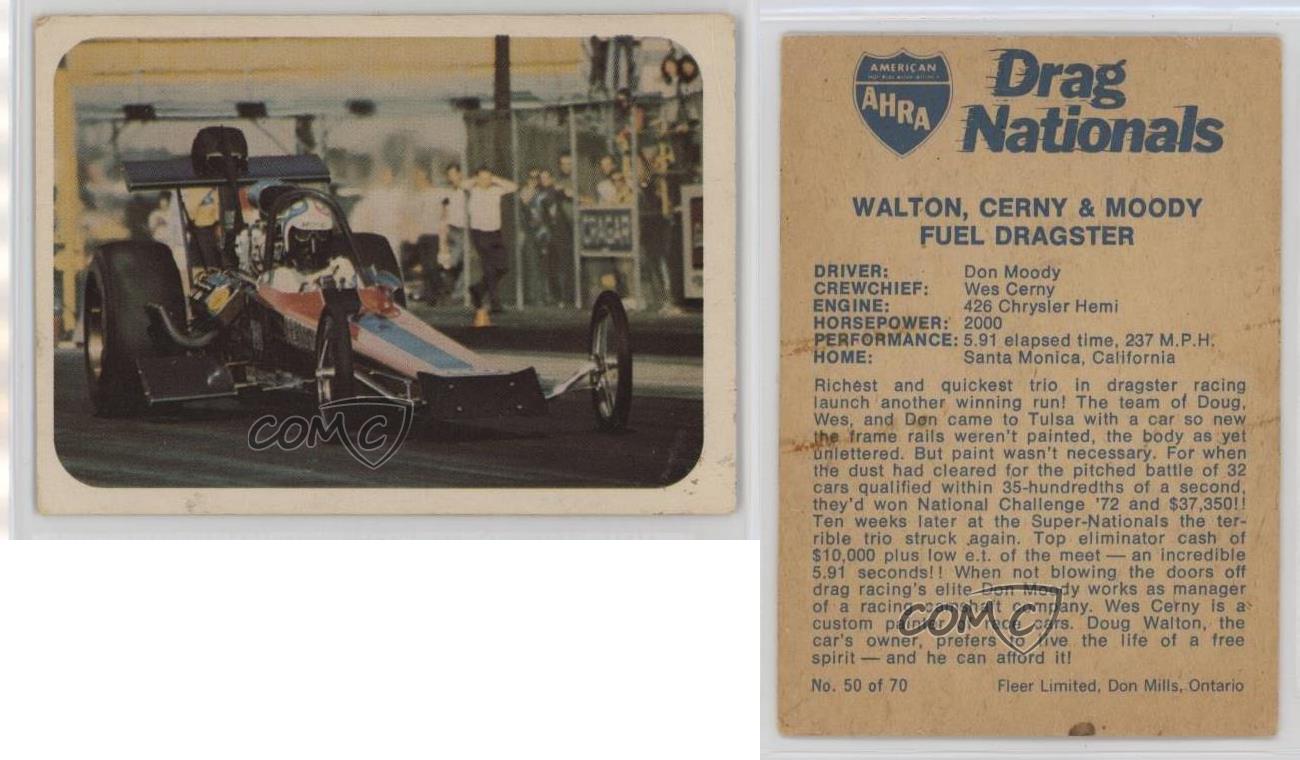 CRAGAR
COMC
AMERICAN
AHRA
Drag
Nationals
WALTON, CERNY & MOODY
FUEL DRAGSTER
DRIVER: Don Moody
CREWCHIEF: Wes Cerny
ENGINE: 426 Chrysler Hemi
HORSEPOWER: 2000
PERFORMANCE: 5.91 elapsed time, 237 M.P.H.
HOME: Santa Monica, California
Richest and quickest trio in dragster racing
launch another winning run! The team of Doug,
Wes, and Don came to Tulsa with a car so new
the frame rails weren't painted, the body as yet
unlettered. But paint wasn't necessary. For when
the dust had cleared for the pitched battle of 32
cars qualified within 35-hundredths of a second,
they'd won National Challenge '72 and $37,350!!
Ten weeks later at the Super-Nationals the ter-
rible trio struck again. Top eliminator cash of
$10,000 plus low e.t. of the meet — an incredible
5.91 seconds!! When not blowing the doors off
drag racing's elite Don Moody works as manager
of a racing camshaft company. Wes Cerny is a
custom painter of race cars. Doug Walton, the
car's owner, prefers to live the life of a free
spirit — and he can afford it!
COMC
No. 50 of 70 Fleer Limited, Don Mills, Ontario